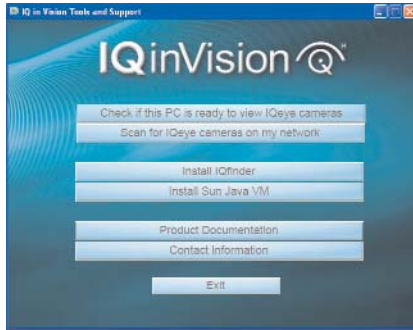 IQ in Vision Tools and Support
IQinVision
Check if this PC is ready to view IQeye cameras
Scan for IQeye cameras on my network
Install IQfinder
Install Sun Java VM
Product Documentation
Contact Information
Exit